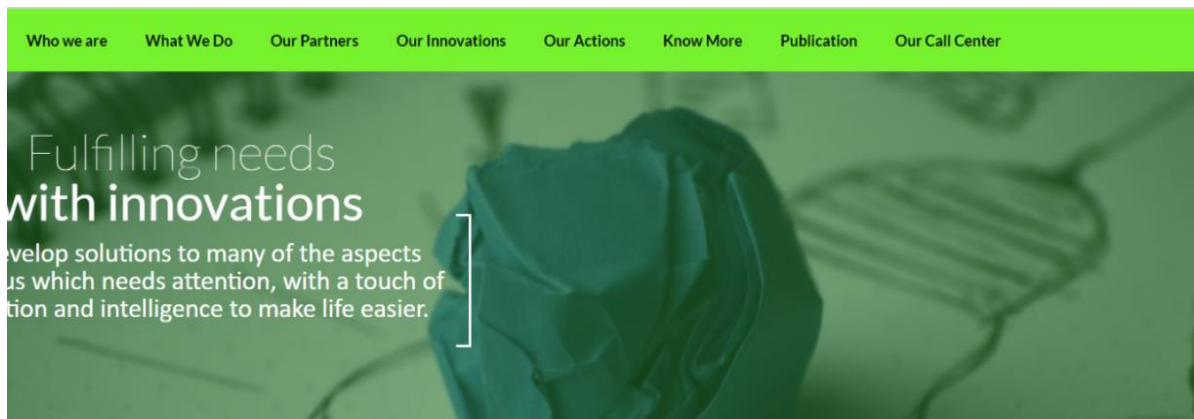 Who we are What We Do Our Partners Our Innovations Our Actions Know More Publication Our Call Center
Fulfilling needs
with innovations
evelop solutions to many of the aspects
us which needs attention, with a touch of
tion and intelligence to make life easier.